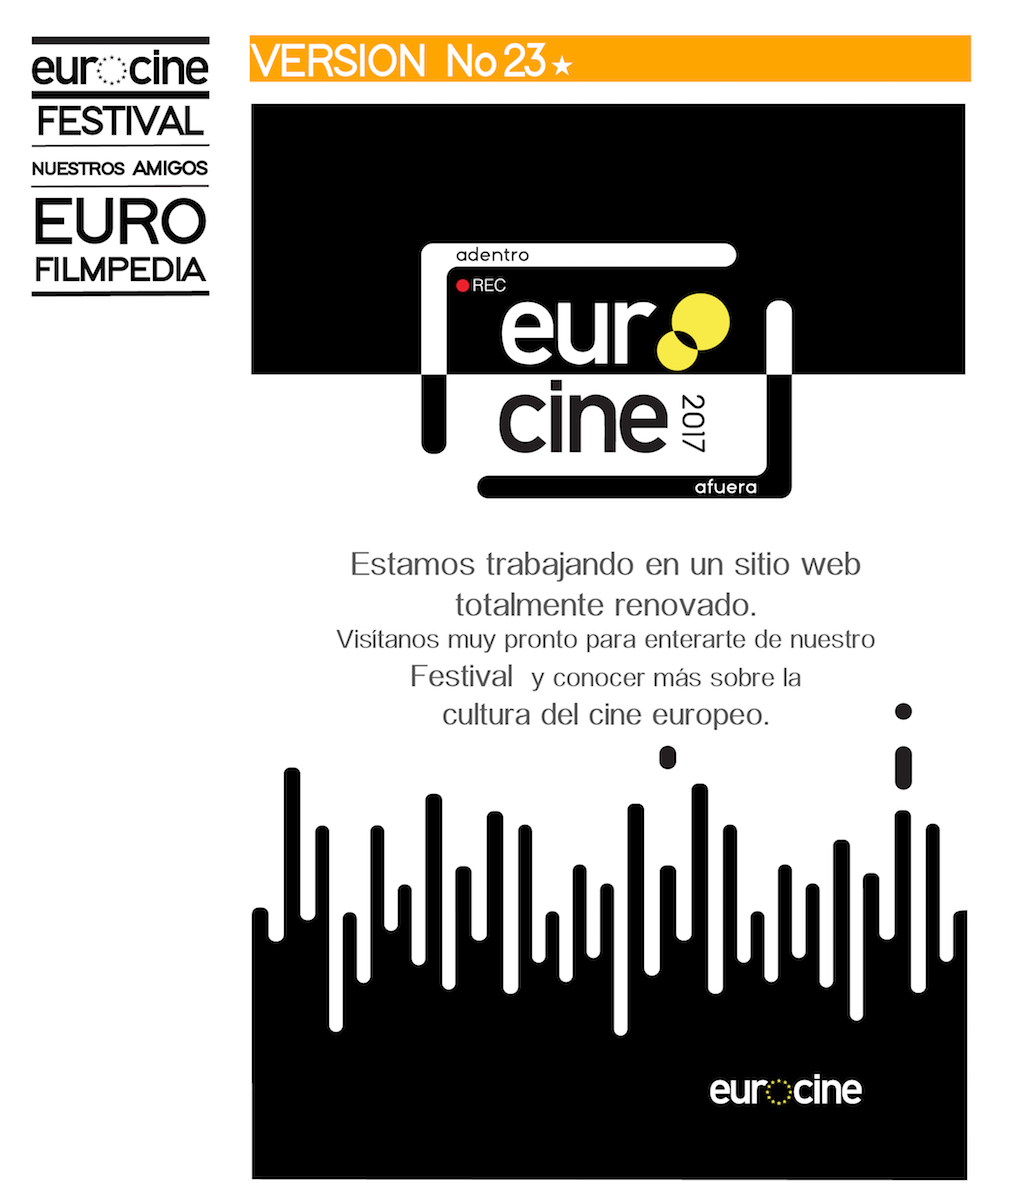 eurocine
FESTIVAL
NUESTROS AMIGOS
EURO
FILMPEDIA
VERSION No 23
adentro
REC
euro
cine
2017
afuera
Estamos trabajando en un sitio web
totalmente renovado.
Visítanos muy pronto para enterarte de nuestro
Festival y conocer más sobre la
cultura del cine europeo.
eurocine